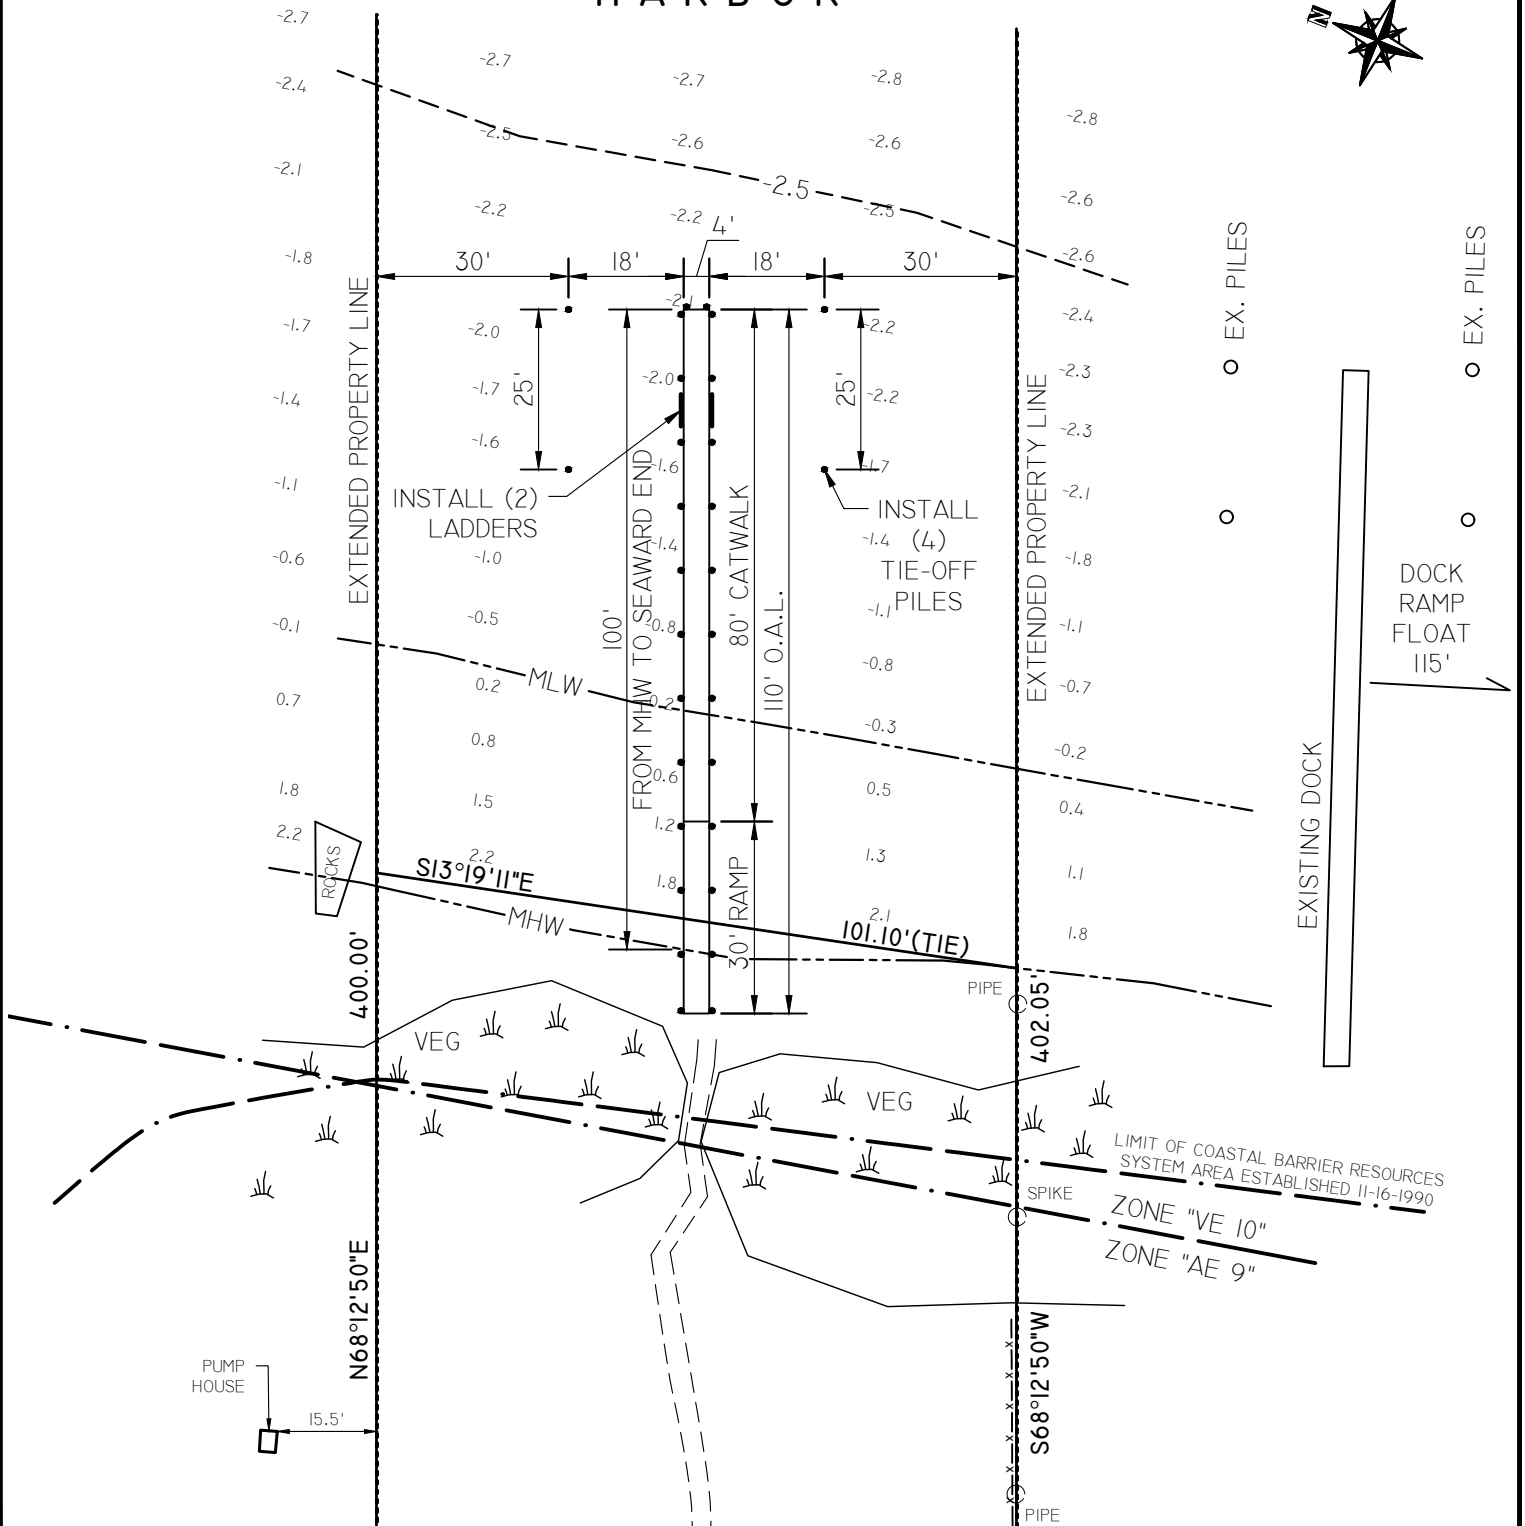 HARBOR
N
-2.7
-2.7
-2.7
-2.8
-2.4
-2.8
-2.5
-2.6
-2.6
-2.1
-2.5
-2.6
-2.2
-2.2
-2.5
4'
-1.8
-2.6
30'
18'
18'
30'
EX. PILES
EX. PILES
EXTENDED PROPERTY LINE
-2.1
-1.7
-2.0
-2.2
-2.4
25'
-2.0
25'
-2.3
-1.4
-1.7
-2.2
-2.3
-1.6
-1.6
-1.7
-1.1
-2.1
INSTALL (2)
LADDERS
100'
FROM MHW TO SEAWARD END
80' CATWALK
110' O.A.L.
INSTALL
(4)
TIE-OFF
PILES
EXTENDED PROPERTY LINE
-0.6
-1.0
-1.4
-1.4
-1.8
DOCK
RAMP
FLOAT
115'
-0.1
-0.5
-0.8
-1.1
-1.1
-0.8
0.7
0.2
MLW
-0.2
-0.3
-0.7
0.8
0.6
-0.2
1.8
1.5
0.5
0.4
EXISTING DOCK
2.2
2.2
1.2
1.3
1.1
ROCKS
S13°19'11"E
1.8
30' RAMP
2.1
1.8
MHW
101.10'(TIE)
400.00'
PIPE
402.05'
VEG
VEG
LIMIT OF COASTAL BARRIER RESOURCES
SYSTEM AREA ESTABLISHED 11-16-1990
SPIKE
ZONE "VE 10"
ZONE "AE 9"
N68°12'50"E
S68°12'50"W
PUMP
HOUSE
15.5'
x
x
x
x
x
x
PIPE